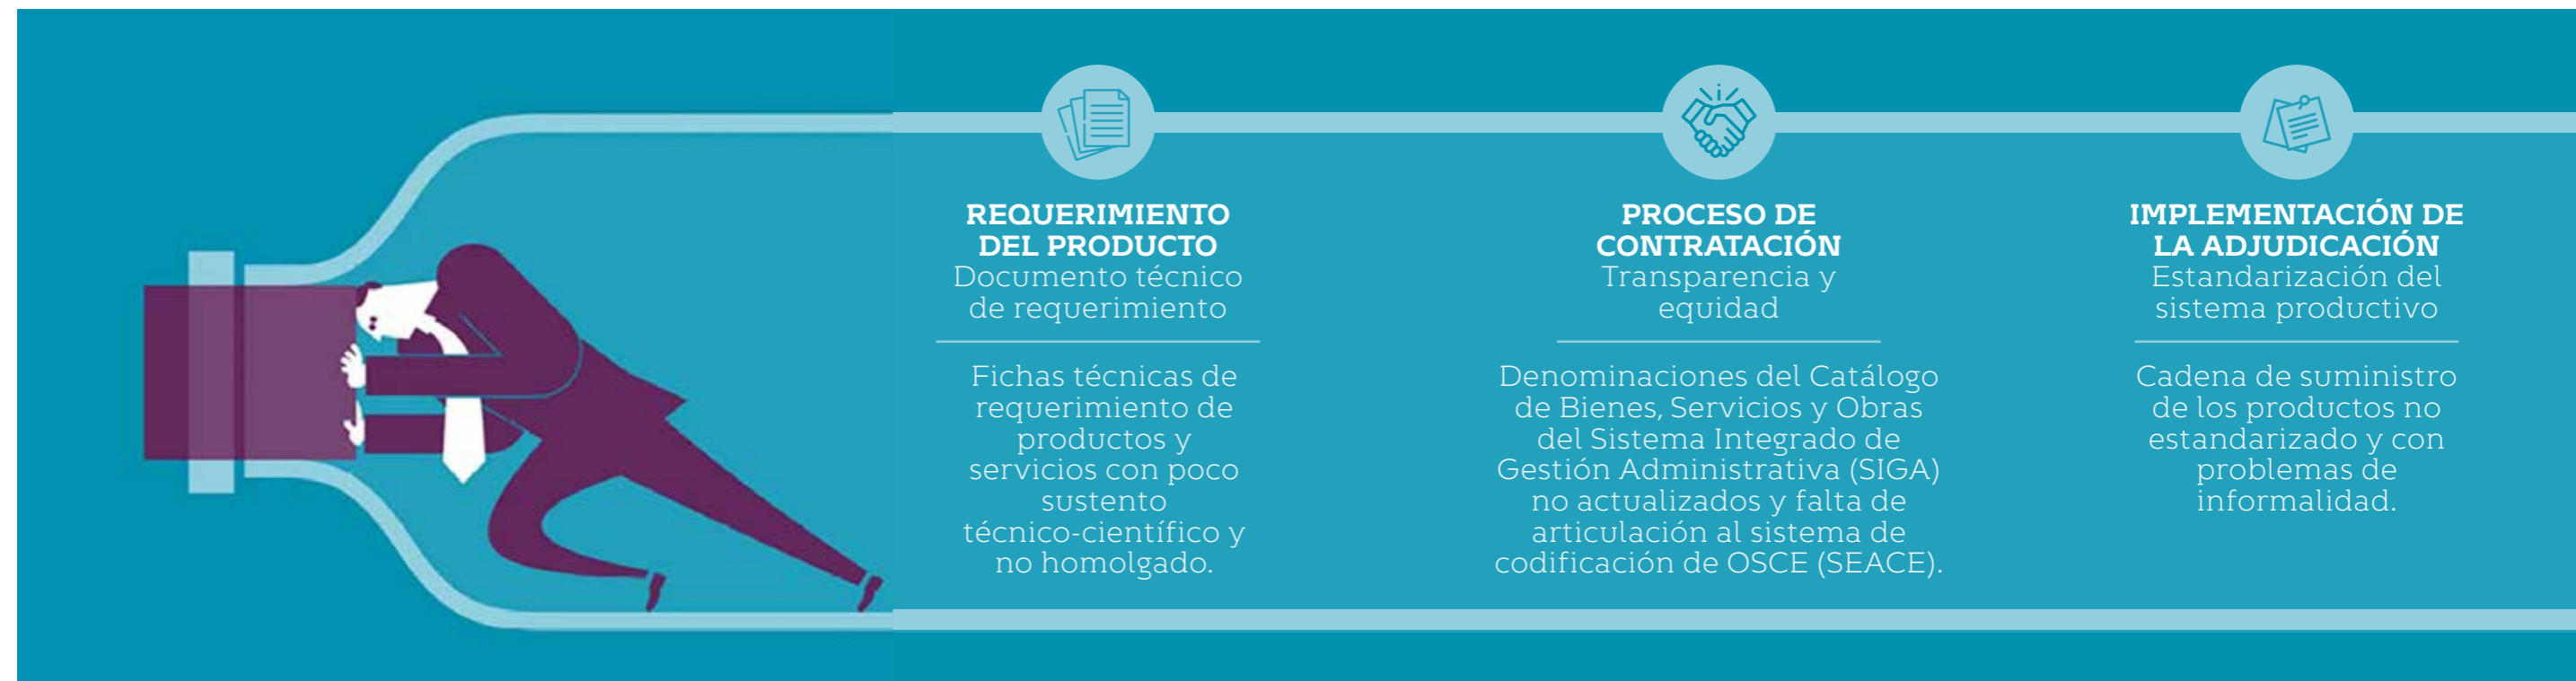 REQUERIMIENTO
DEL PRODUCTO
Documento técnico
de requerimiento
Fichas técnicas de
requerimiento de
productos y
servicios con poco
sustento
técnico-científico y
no homolgado.
PROCESO DE
CONTRATACIÓN
Transparencia y
equidad
Denominaciones del Catálogo
de Bienes, Servicios y Obras
del Sistema Integrado de
Gestión Administrativa (SIGA)
no actualizados y falta de
articulación al sistema de
codificación de OSCE (SEACE).
IMPLEMENTACIÓN DE
LA ADJUDICACIÓN
Estandarización del
sistema productivo
Cadena de suministro
de los productos no
estandarizado y con
problemas de
informalidad.